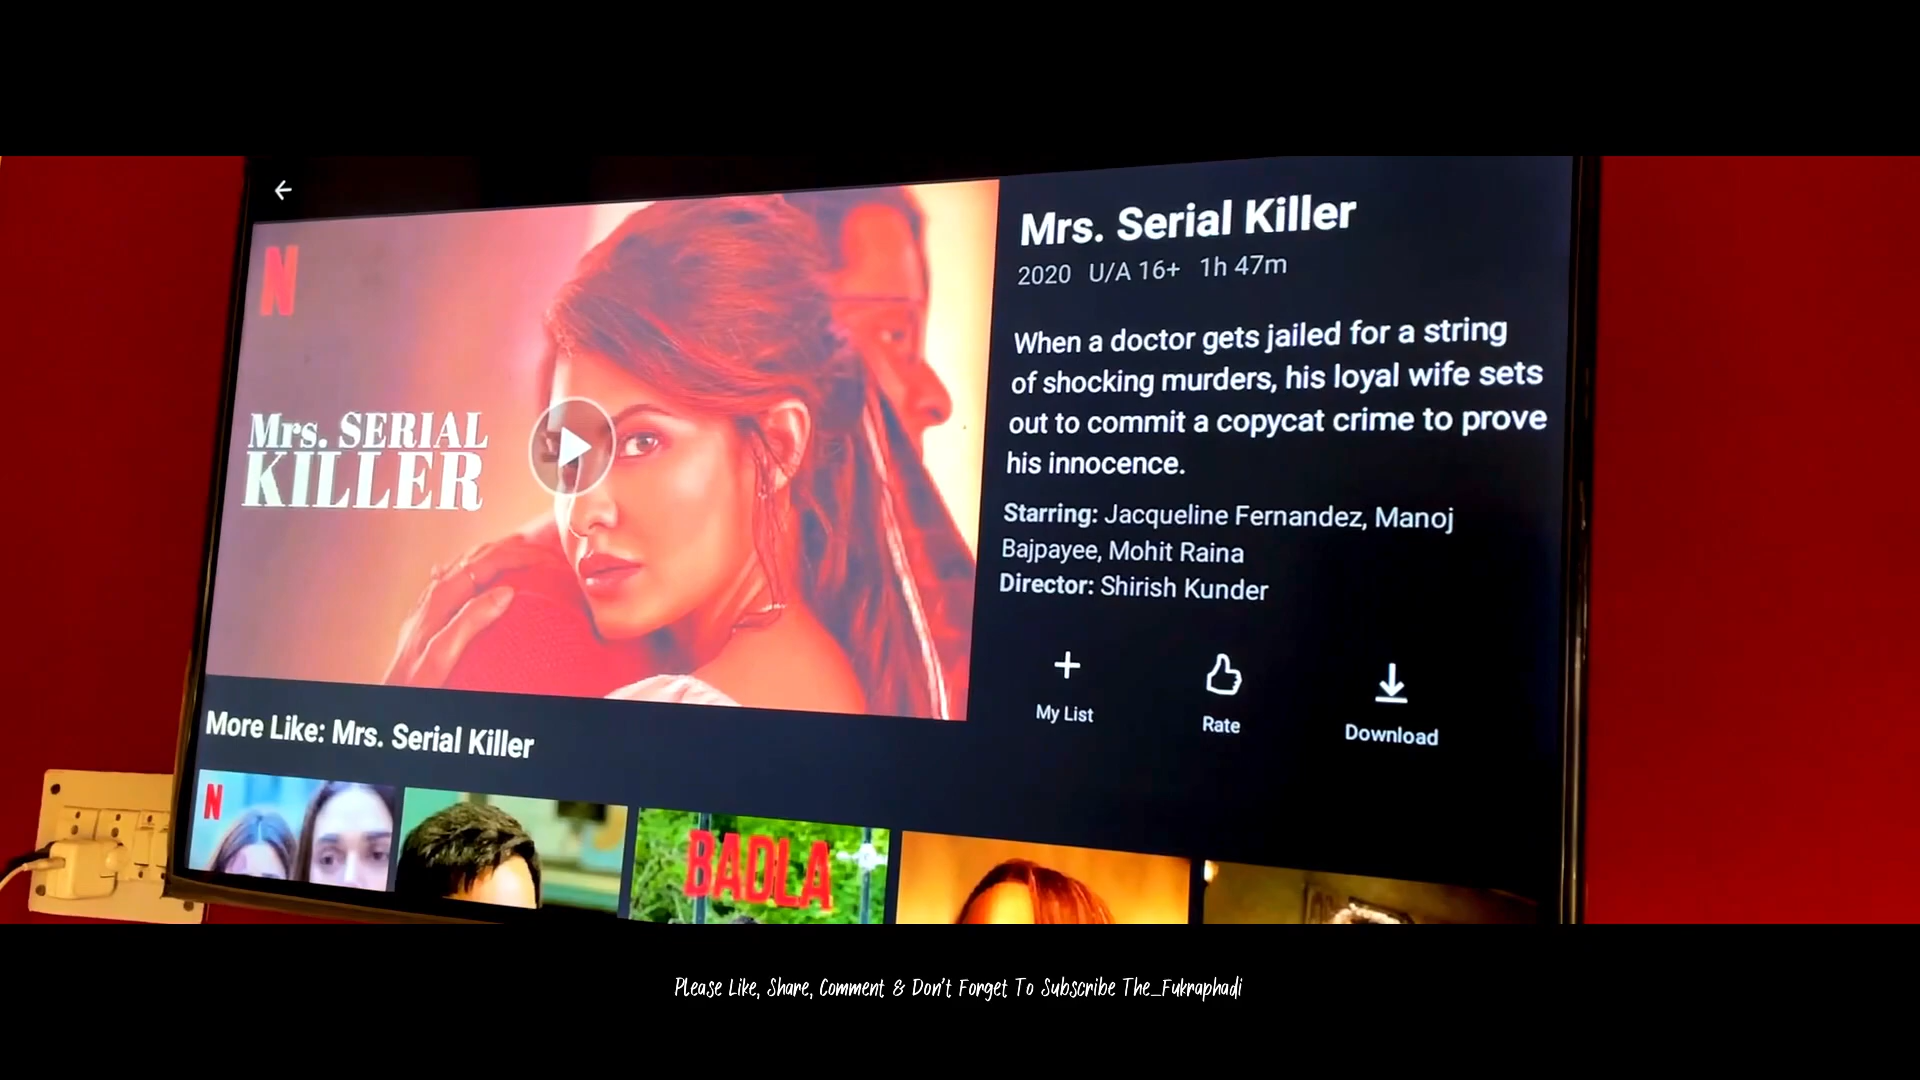 N
Mrs. SERIAL
KILLER
Mrs. Serial Killer
2020 U/A 16+ 1h 47m
When a doctor gets jailed for a string
of shocking murders, his loyal wife sets
out to commit a copycat crime to prove
his innocence.
Starring: Jacqueline Fernandez, Manoj
Bajpayee, Mohit Raina
Director: Shirish Kunder
My List
Rate
Download
More Like: Mrs. Serial Killer
N
BADLA
Please Like, Share, Comment & Don't Forget To Subscribe The_Fukraphadi